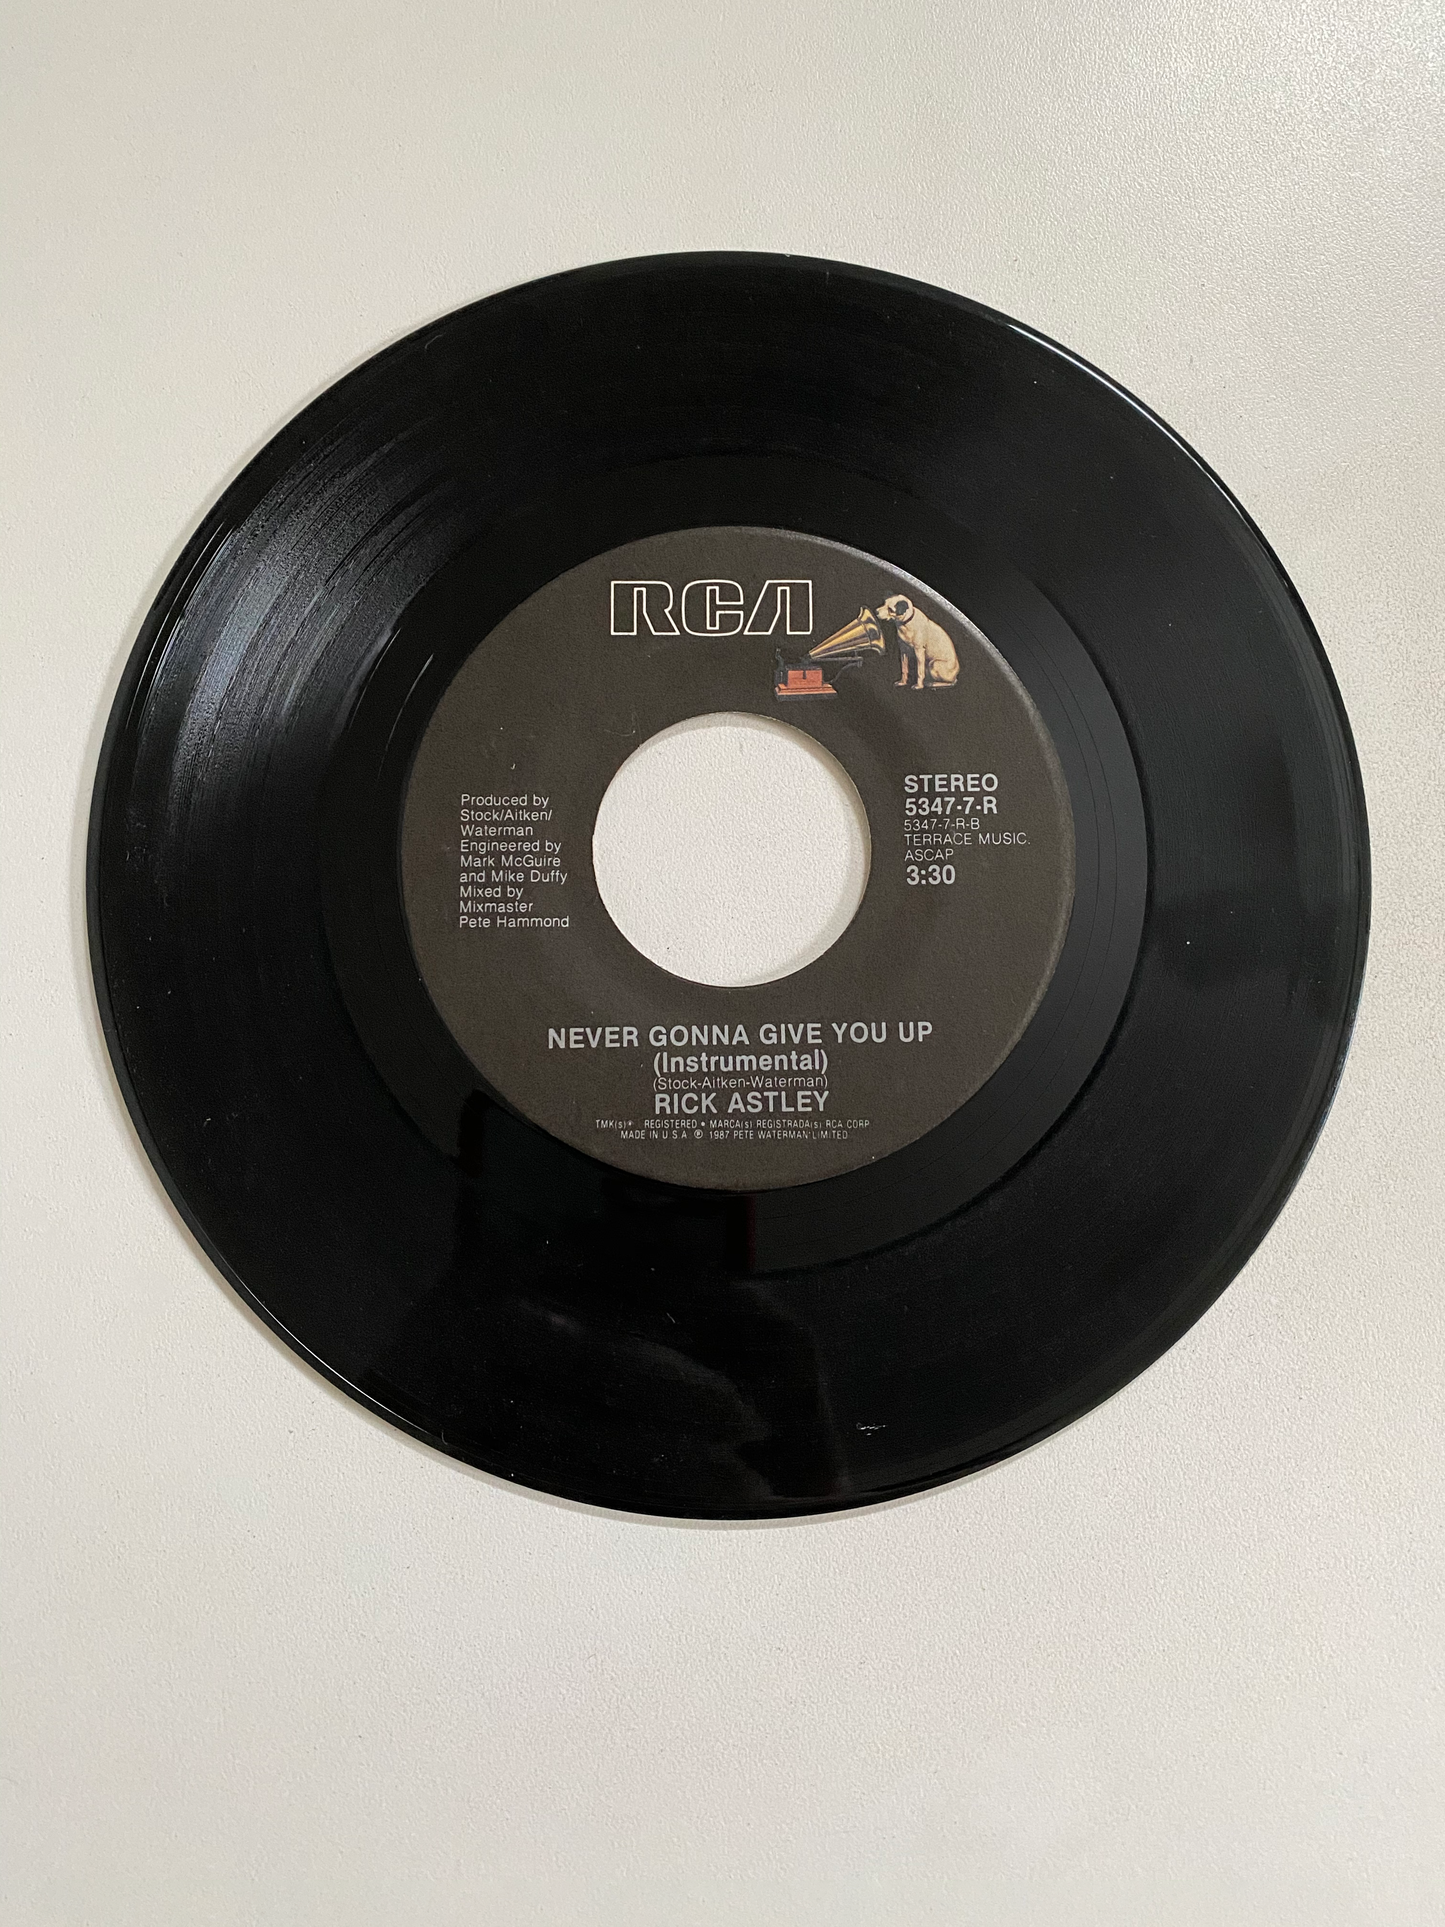 RCA
Produced by
Stock/Aitken/
Waterman
Engineered by
Mark McGuire
and Mike Duffy
Mixed by
Mixmaster
Pete Hammond
STEREO
5347-7-R
5347-7-R-B
TERRACE MUSIC.
ASCAP
3:30
NEVER GONNA GIVE YOU UP
(Instrumental)
(Stock-Aitken-Waterman)
RICK ASTLEY
TMK(s)® REGISTERED • MARCA(s) REGISTRADA(s) RCA CORP
MADE IN U.S.A. ℗ 1987 PETE WATERMAN LIMITED